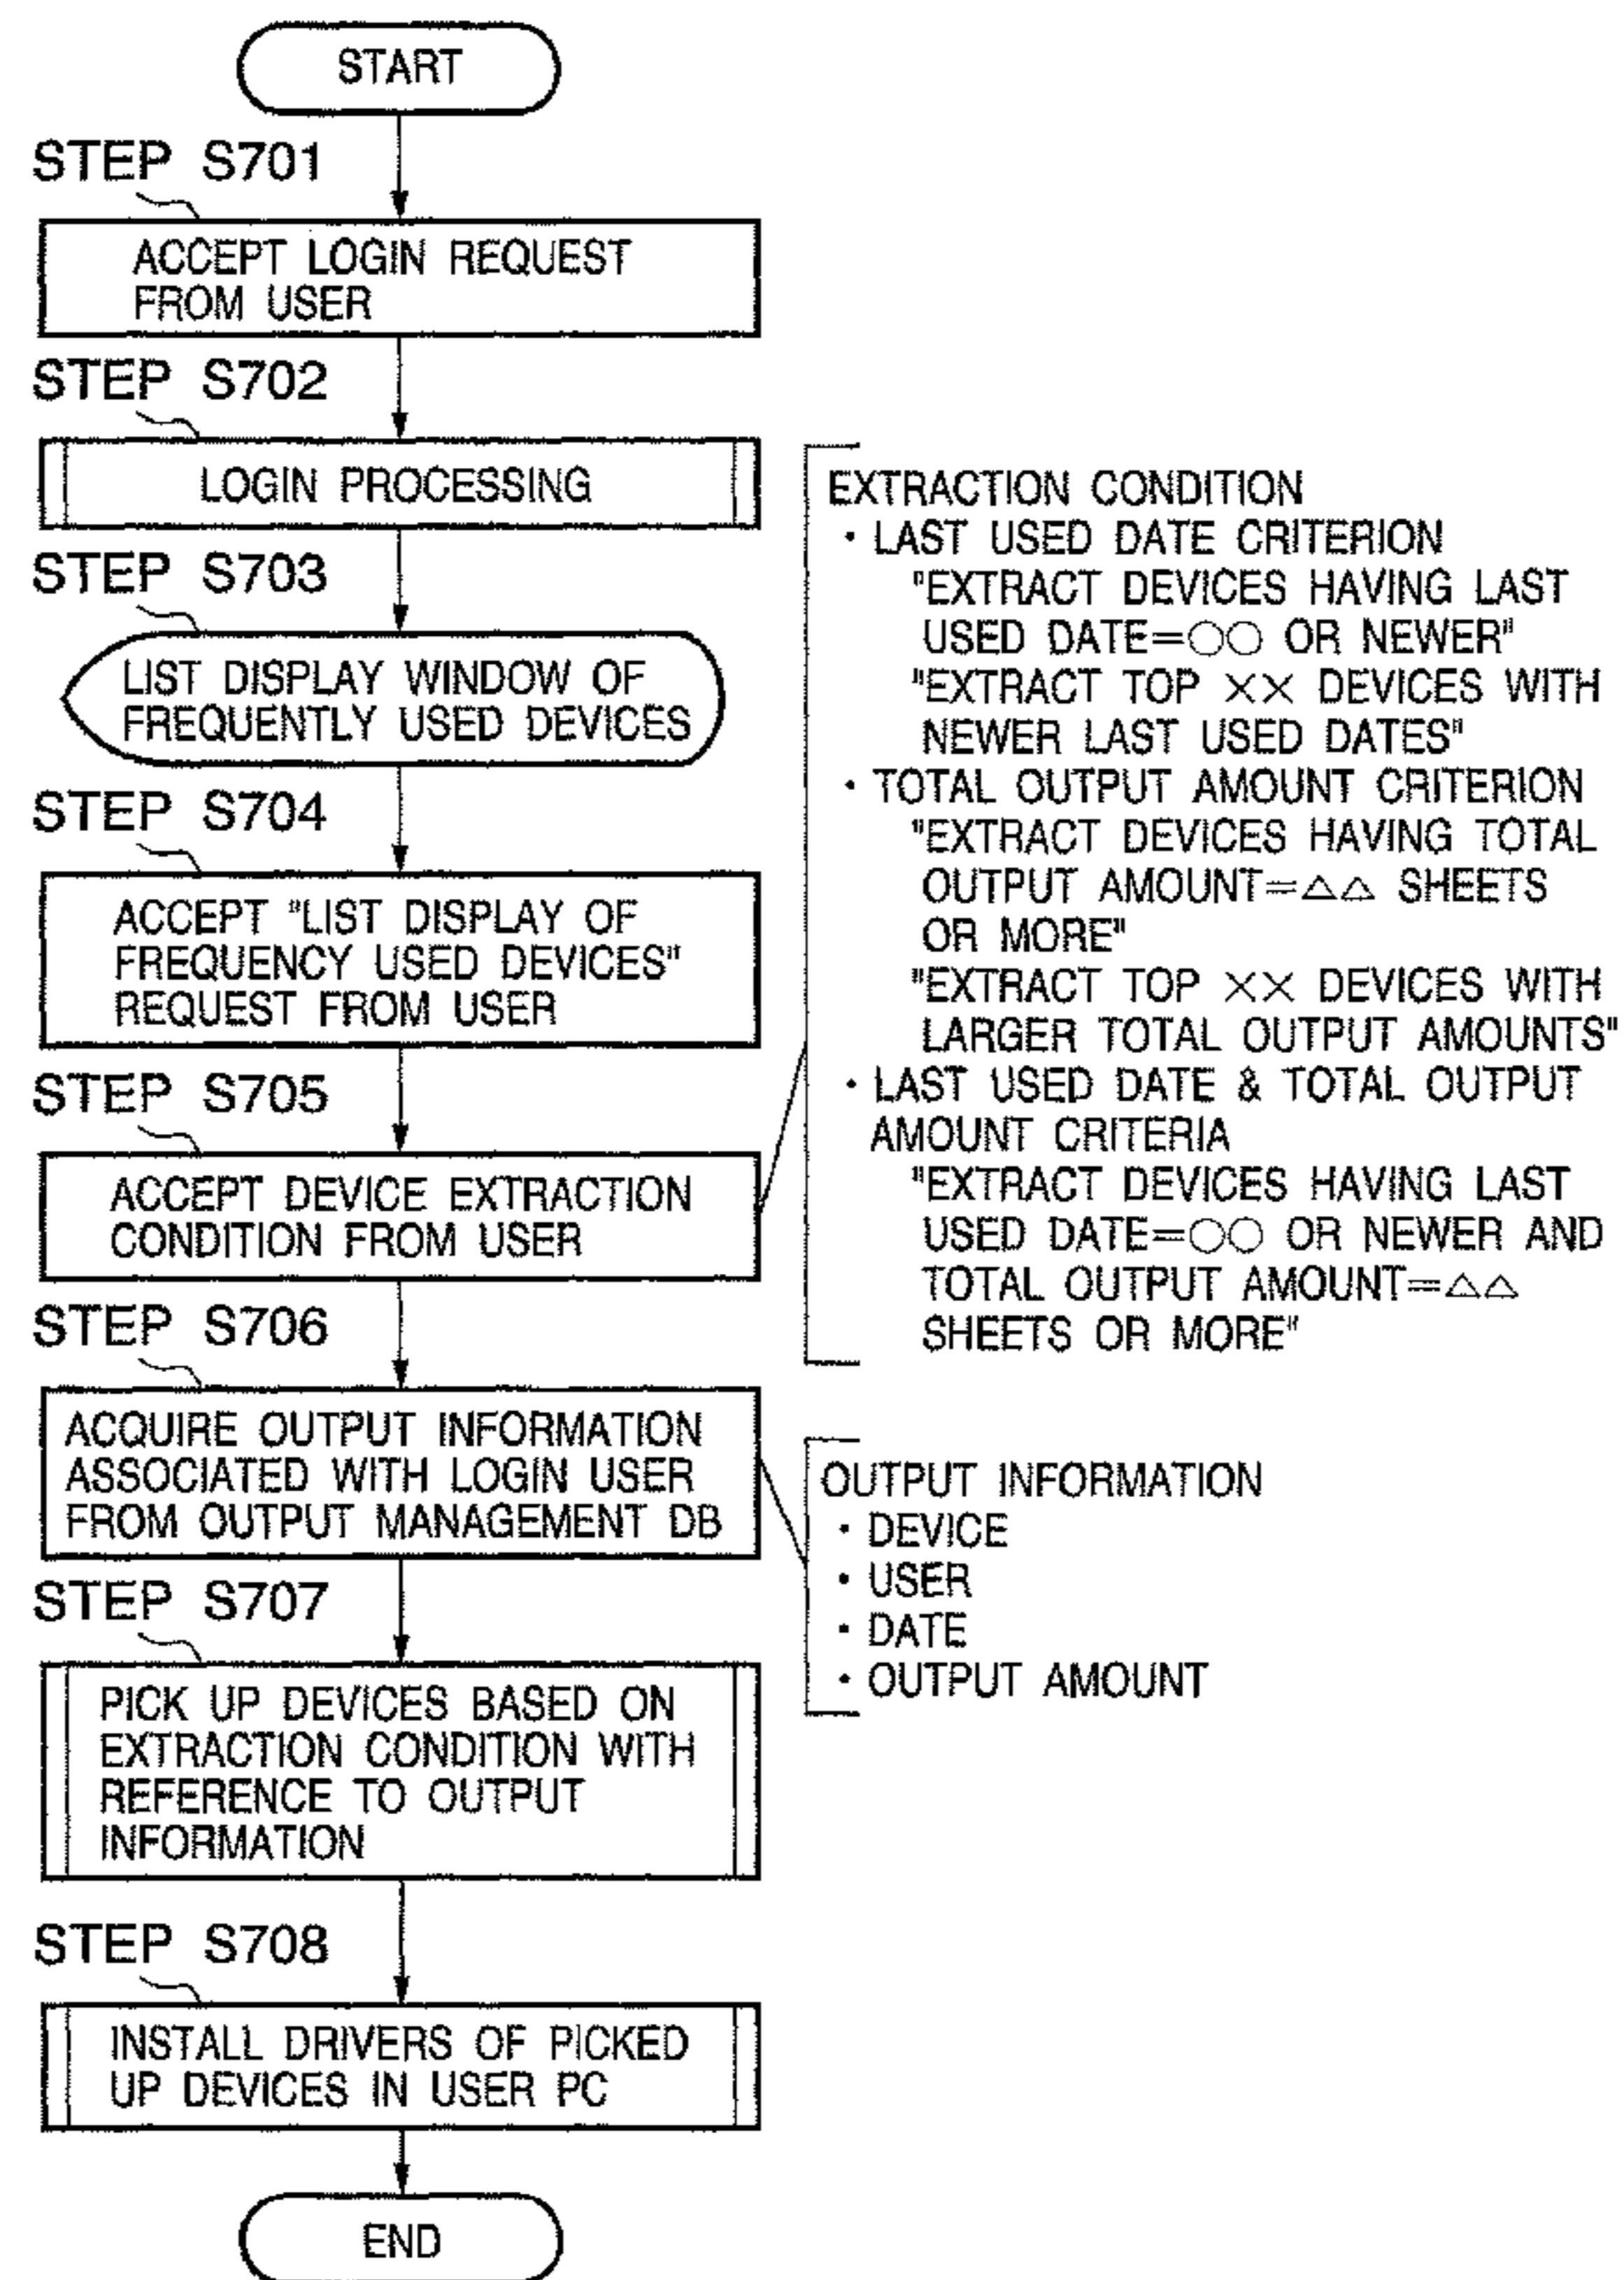 START
STEP S701
ACCEPT LOGIN REQUEST
FROM USER
STEP S702
LOGIN PROCESSING
STEP S703
LIST DISPLAY WINDOW OF
FREQUENTLY USED DEVICES
STEP S704
ACCEPT "LIST DISPLAY OF
FREQUENCY USED DEVICES"
REQUEST FROM USER
STEP S705
ACCEPT DEVICE EXTRACTION
CONDITION FROM USER
EXTRACTION CONDITION
・LAST USED DATE CRITERION
"EXTRACT DEVICES HAVING LAST
USED DATE=○○ OR NEWER"
"EXTRACT TOP ×× DEVICES WITH
NEWER LAST USED DATES"
・TOTAL OUTPUT AMOUNT CRITERION
"EXTRACT DEVICES HAVING TOTAL
OUTPUT AMOUNT=△△ SHEETS
OR MORE"
"EXTRACT TOP ×× DEVICES WITH
LARGER TOTAL OUTPUT AMOUNTS"
・LAST USED DATE & TOTAL OUTPUT
AMOUNT CRITERIA
"EXTRACT DEVICES HAVING LAST
USED DATE=○○ OR NEWER AND
TOTAL OUTPUT AMOUNT=△△
SHEETS OR MORE"
STEP S706
ACQUIRE OUTPUT INFORMATION
ASSOCIATED WITH LOGIN USER
FROM OUTPUT MANAGEMENT DB
OUTPUT INFORMATION
・DEVICE
・USER
・DATE
・OUTPUT AMOUNT
STEP S707
PICK UP DEVICES BASED ON
EXTRACTION CONDITION WITH
REFERENCE TO OUTPUT
INFORMATION
STEP S708
INSTALL DRIVERS OF PICKED
UP DEVICES IN USER PC
END